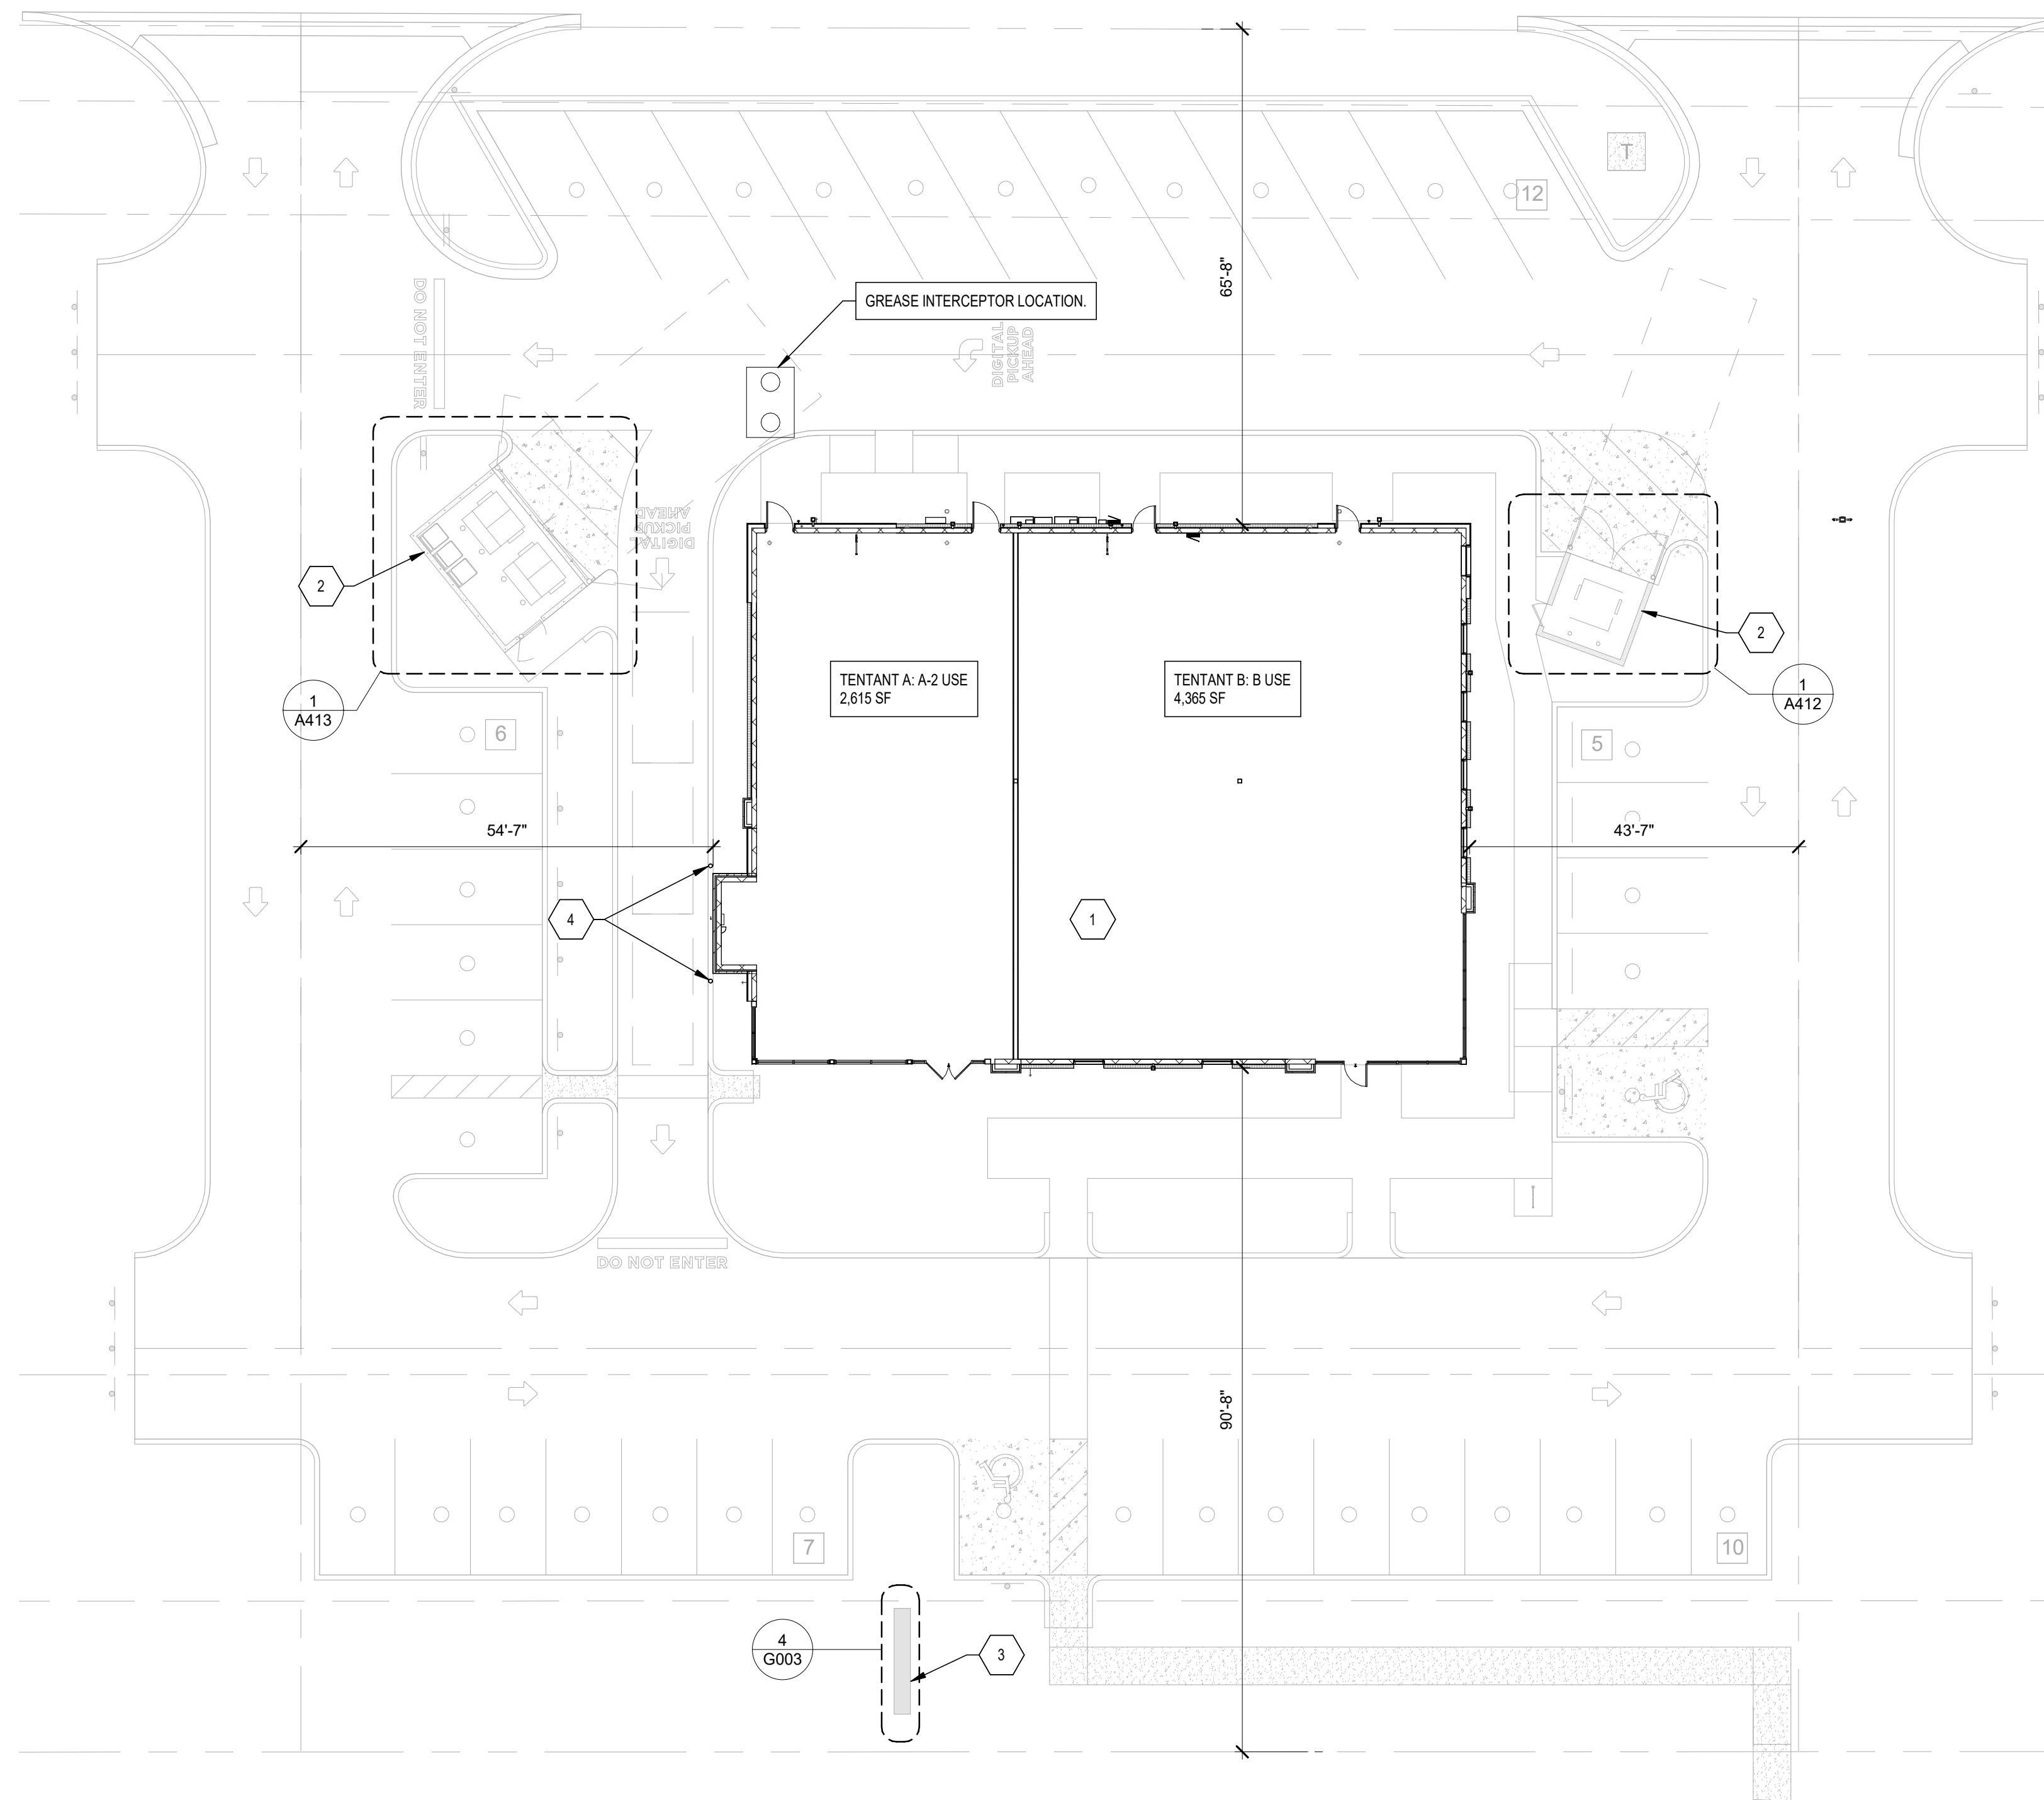 T
12
65'-8"
DO NOT ENTER
GREASE INTERCEPTOR LOCATION.
DIGITAL
PICKUP
AHEAD
DIGITAL
PICKUP
AHEAD
2
2
TENTANT A: A-2 USE
2,615 SF
TENTANT B: B USE
4,365 SF
1
A413
1
A412
6
5
54'-7"
43'-7"
4
1
DO NOT ENTER
90'-8"
7
10
4
G003
3